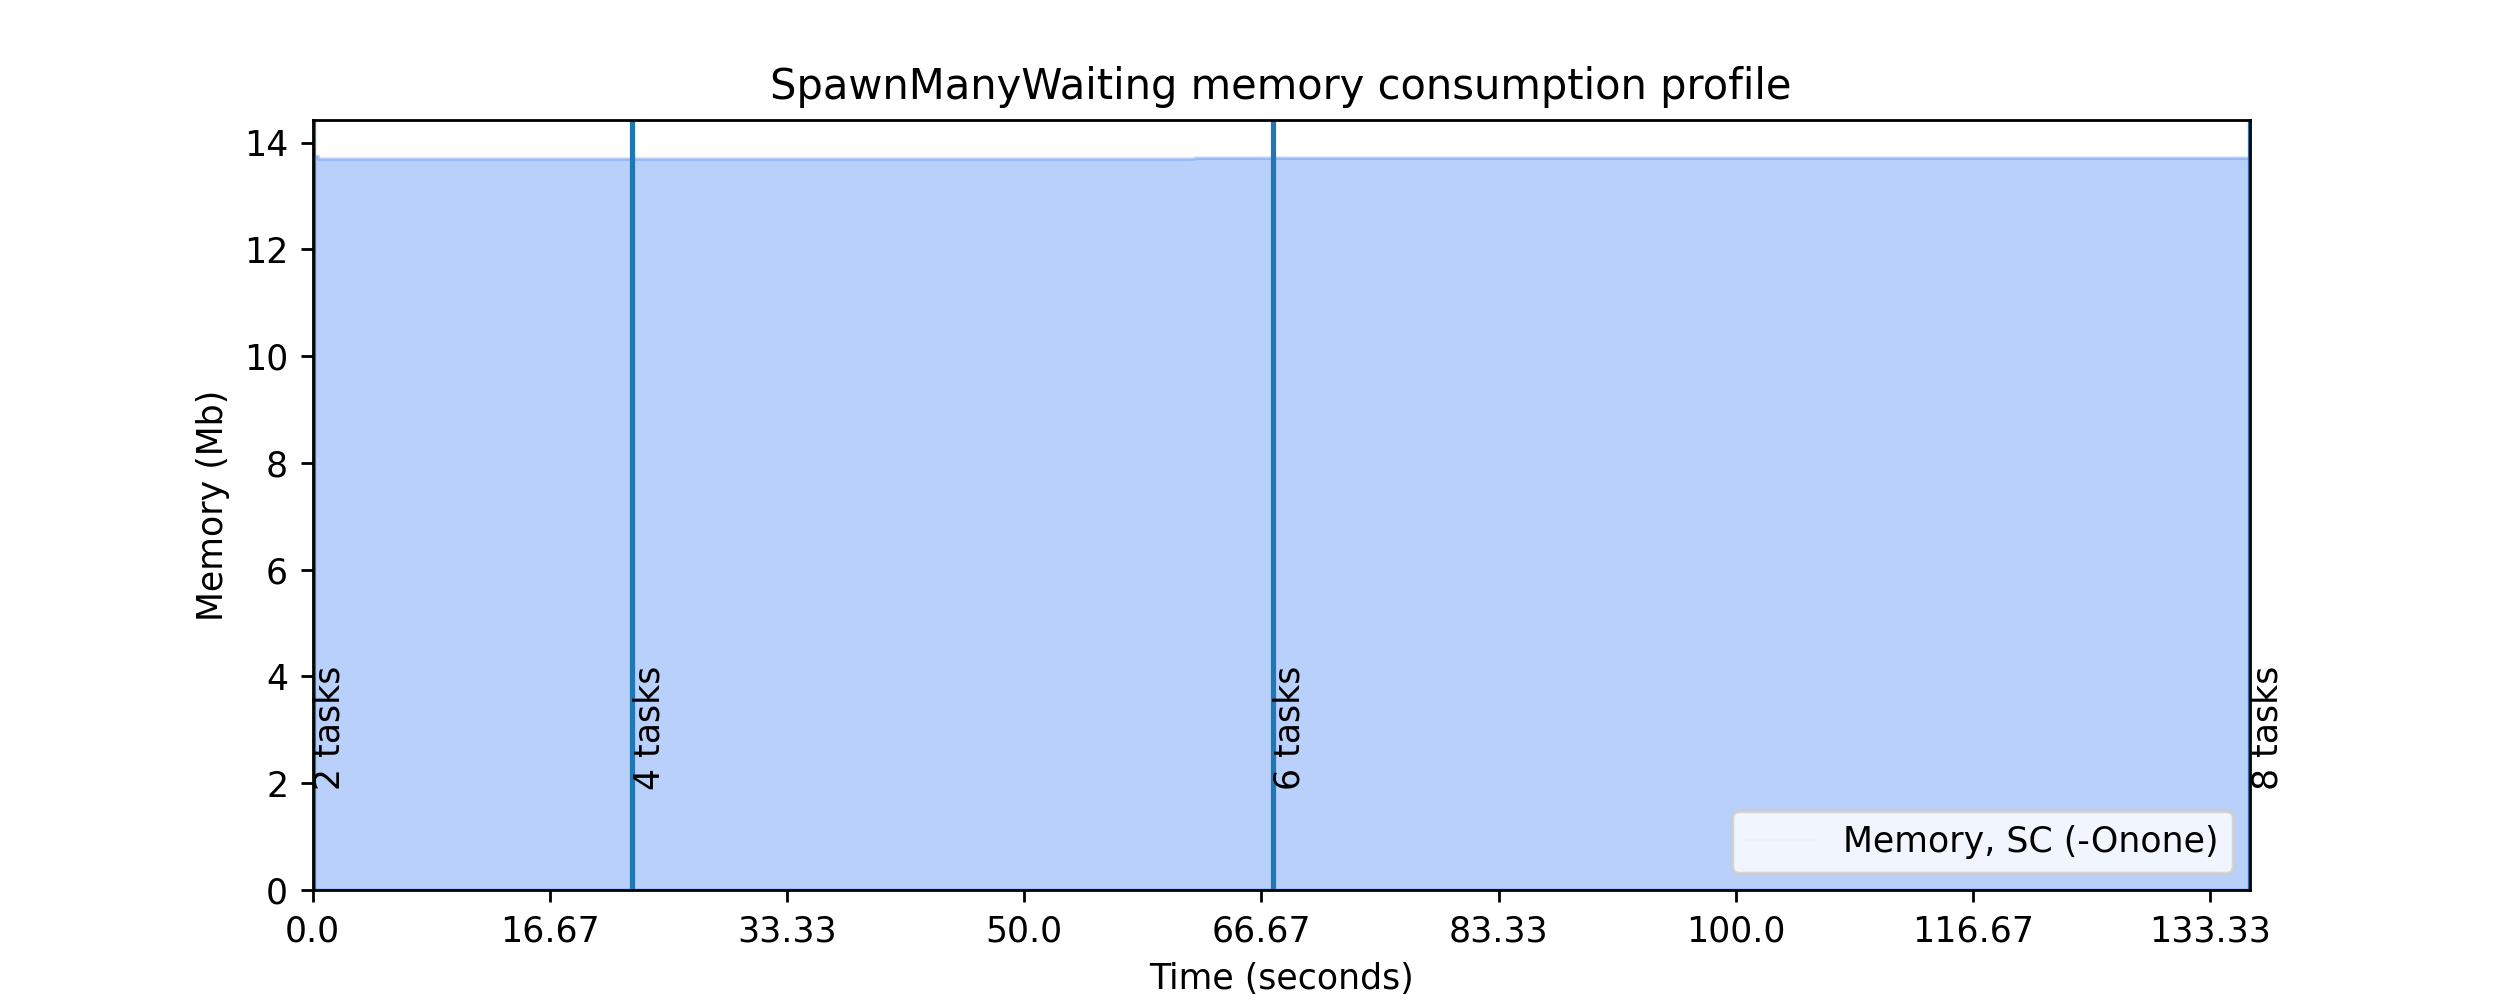 SpawnManyWaiting memory consumption profile
14
12
10
8
6
4
2
0
Memory (Mb)
2 tasks
4 tasks
6 tasks
8 tasks
Memory, SC (-Onone)
0.0 16.67 33.33 50.0 66.67 83.33 100.0 116.67 133.33
Time (seconds)